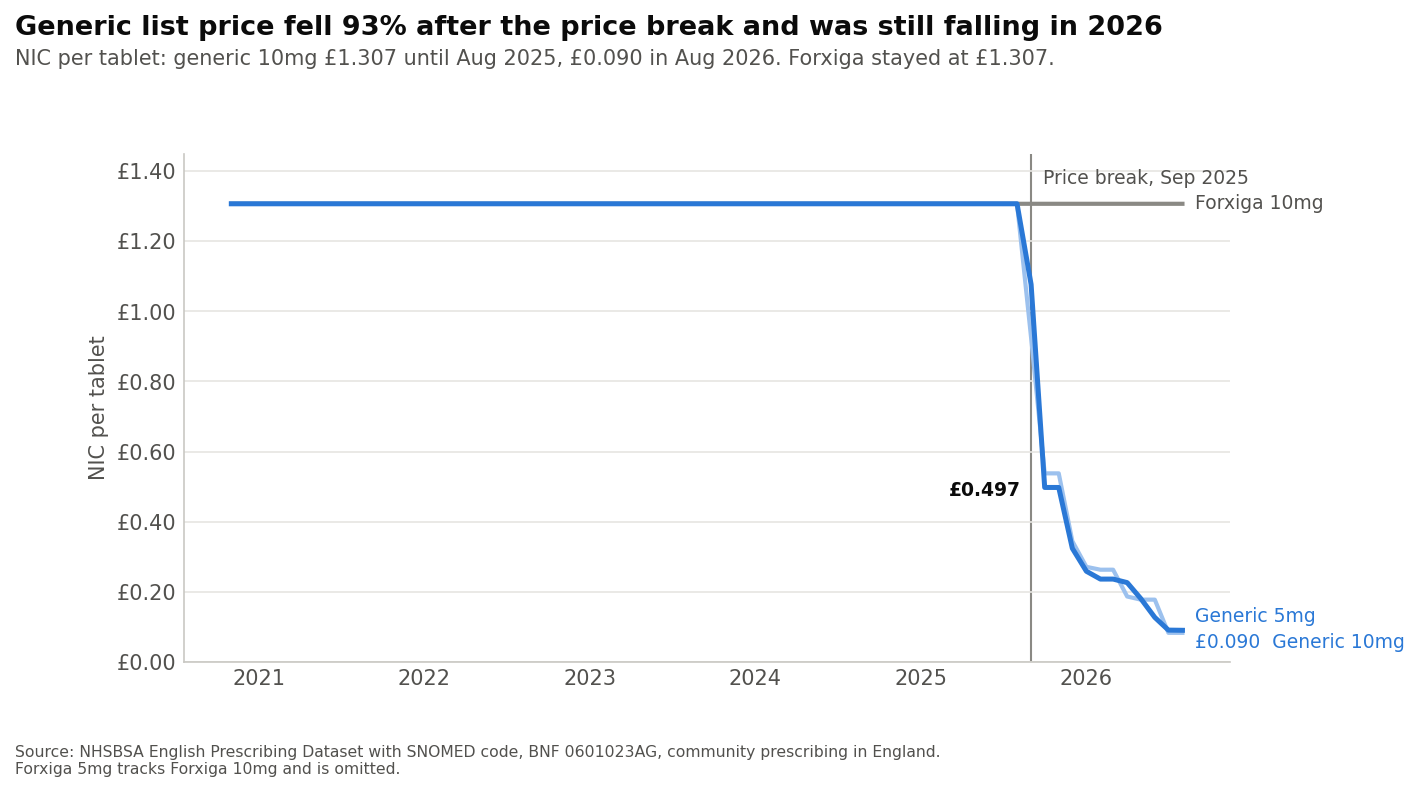 Generic list price fell 93% after the price break and was still falling in 2026
NIC per tablet: generic 10mg £1.307 until Aug 2025, £0.090 in Aug 2026. Forxiga stayed at £1.307.
£1.40
Price break, Sep 2025
Forxiga 10mg
£1.20
£1.00
NIC per tablet
£0.80
£0.60
£0.497
£0.40
£0.20
Generic 5mg
£0.090 Generic 10mg
£0.00
2021 2022 2023 2024 2025 2026
Source: NHSBSA English Prescribing Dataset with SNOMED code, BNF 0601023AG, community prescribing in England.
Forxiga 5mg tracks Forxiga 10mg and is omitted.